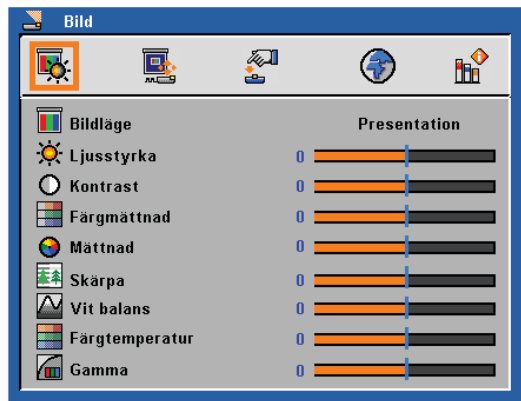 Bild
Bildläge Presentation
Ljusstyrka 0
Kontrast 0
Färgmättnad 0
Mättnad 0
Skärpa 0
Vit balans 0
Färgtemperatur 0
Gamma 0